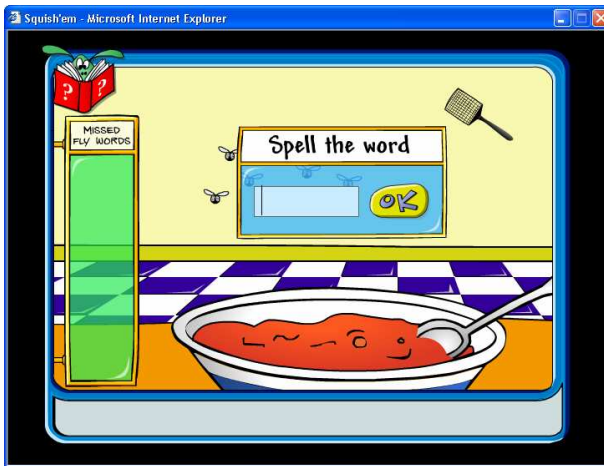 Squish'em - Microsoft Internet Explorer
? ?
MISSED
FLY WORDS
Spell the word
OK